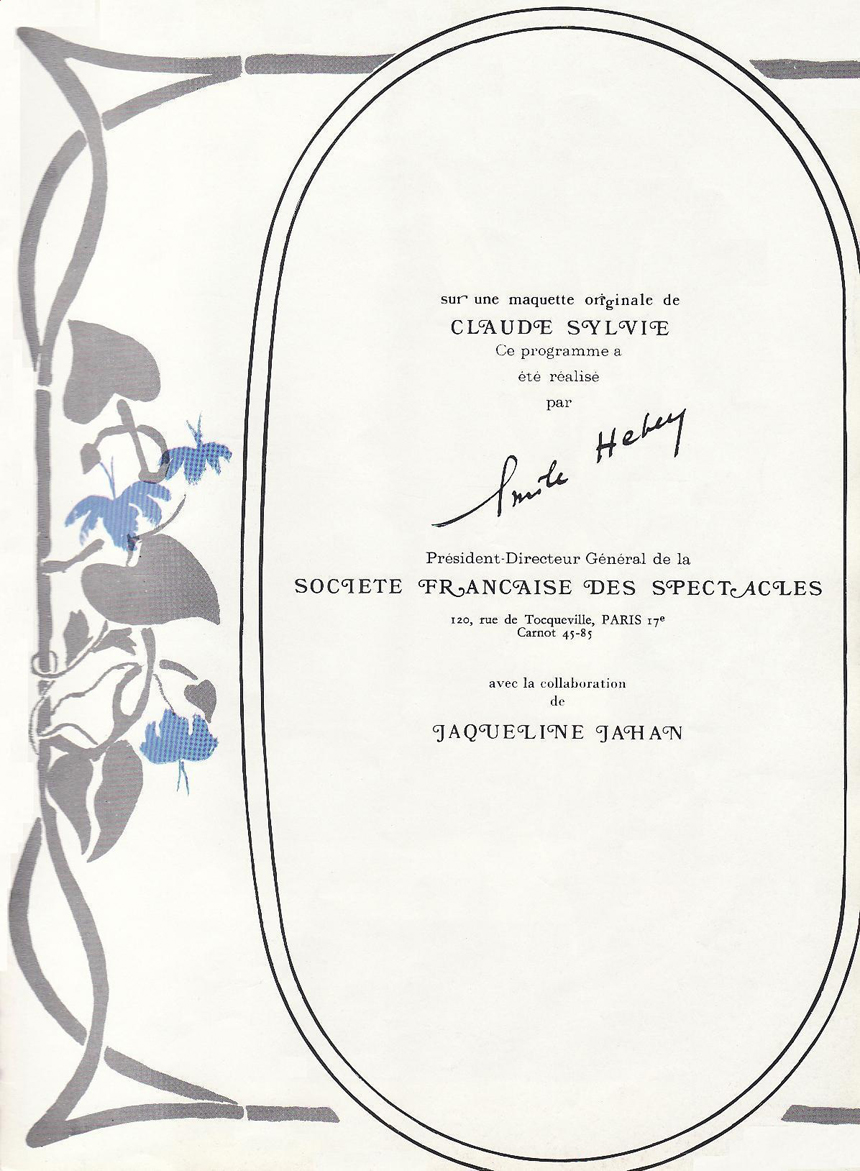 sur une maquette originale de
CLAUDE SYLVIE
Ce programme a
été réalisé
par
Emile Hebey
Président-Directeur Général de la
SOCIETE FRANCAISE DES SPECTACLES
120, rue de Tocqueville, PARIS 17e
Carnot 45-85
avec la collaboration
de
JAQUELINE JAHAN